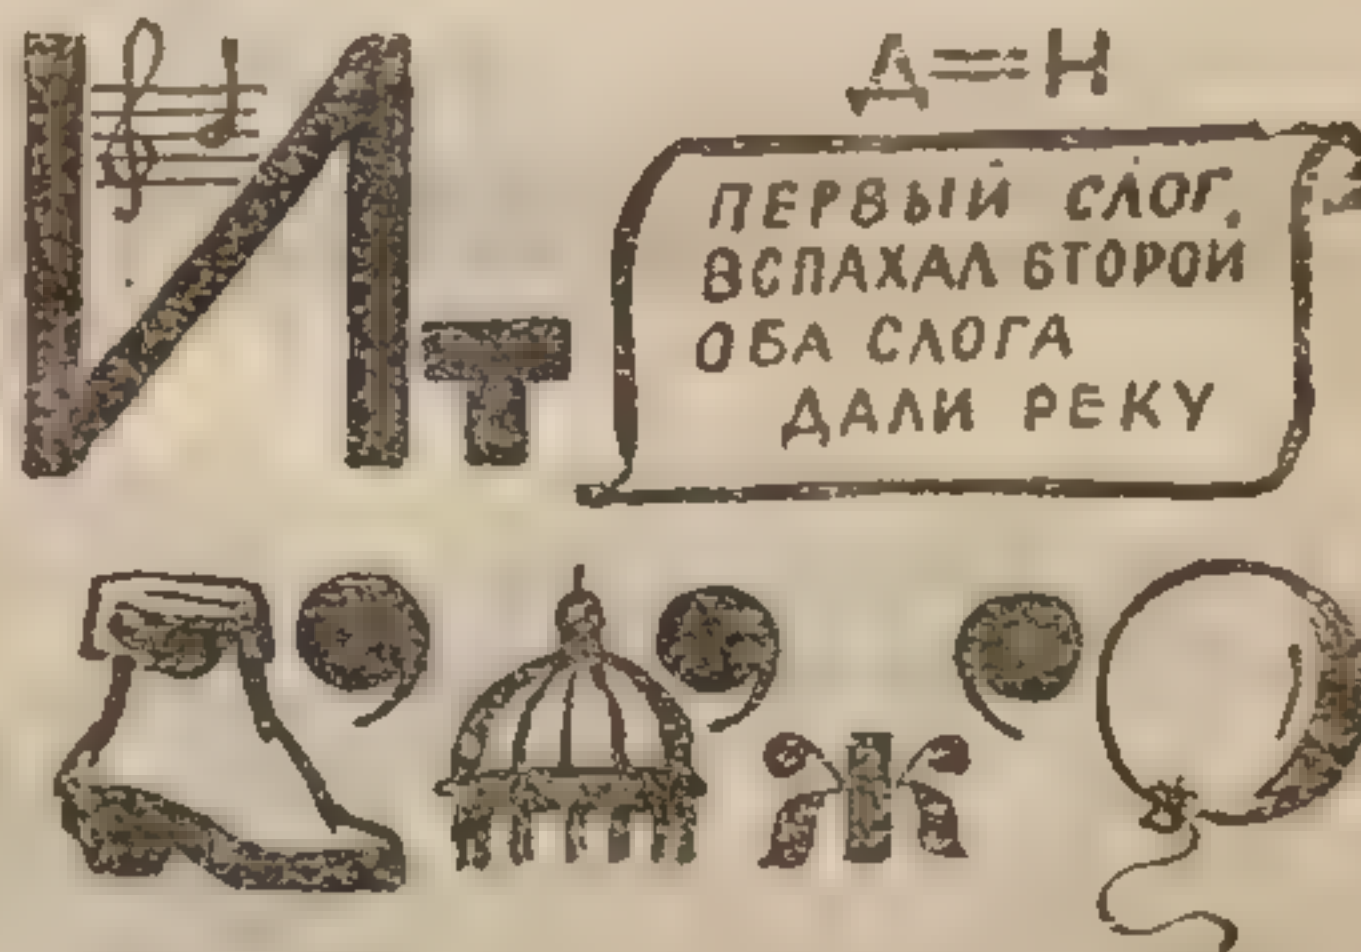 И т
Д = Н
ПЕРВЫЙ СЛОГ
ВСПАХАЛ ВТОРОЙ
ОБА СЛОГА
ДАЛИ РЕКУ
, , Ж ,